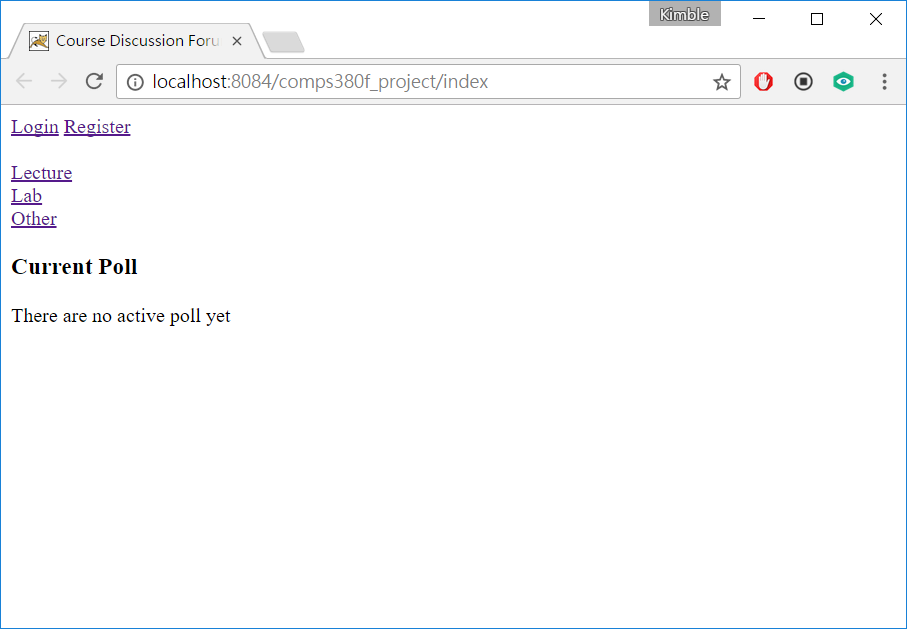 Kimble
Course Discussion Foru
localhost:8084/comps380f_project/index
Login Register
Lecture
Lab
Other
Current Poll
There are no active poll yet